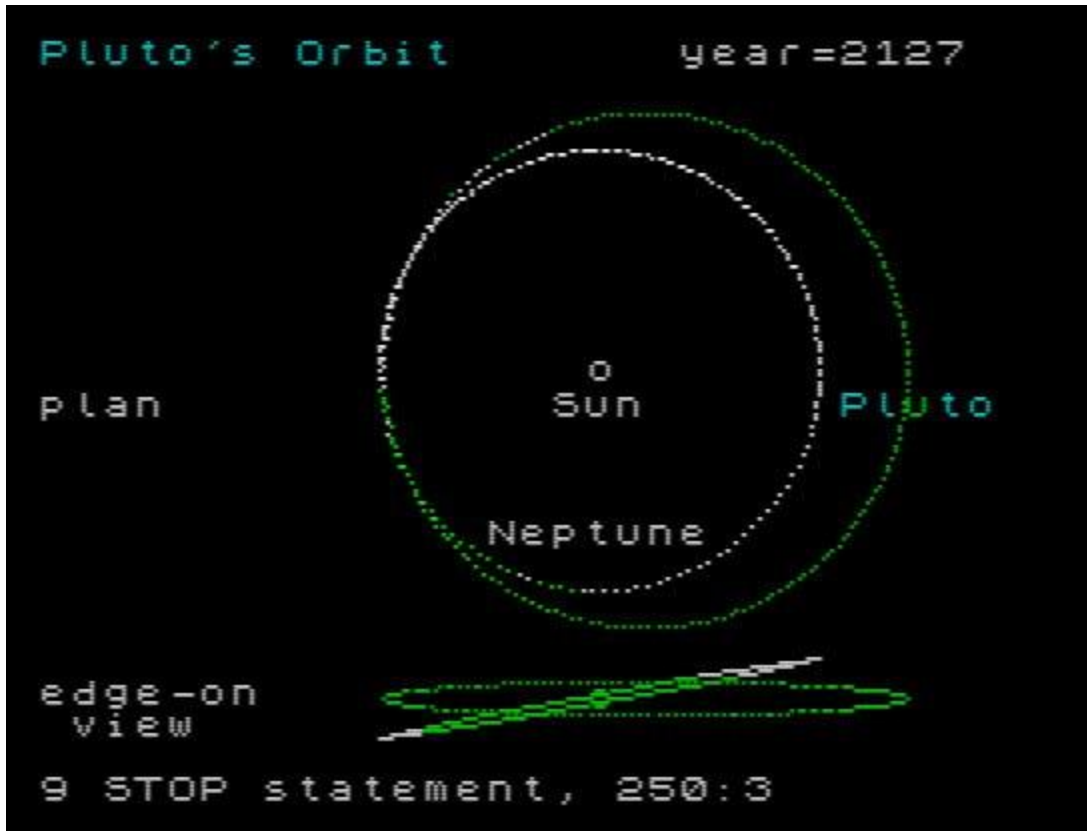 Pluto's Orbit year=2127
o
plan Sun Pluto
Neptune
edge-on
view
9 STOP statement, 250:3